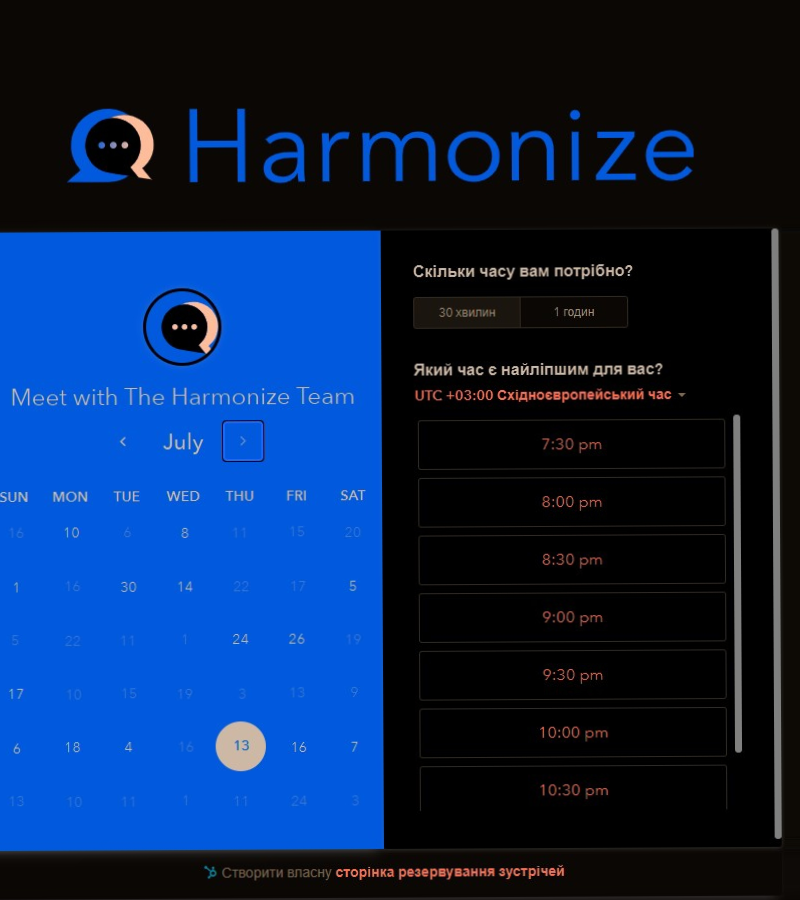 Harmonize
Meet with The Harmonize Team
July
SUN MON TUE WED THU FRI SAT
16 10 6 8 11 15 20
1 16 30 14 22 17 5
5 22 11 1 24 26 19
17 10 15 19 3 13 9
6 18 4 16 13 16 7
13 10 11 1 11 24 3
Скільки часу вам потрібно?
30 хвилин 1 годин
Який час є найліпшим для вас?
UTC +03:00 Східноєвропейський час
7:30 pm
8:00 pm
8:30 pm
9:00 pm
9:30 pm
10:00 pm
10:30 pm
Створити власну сторінка резервування зустрічей